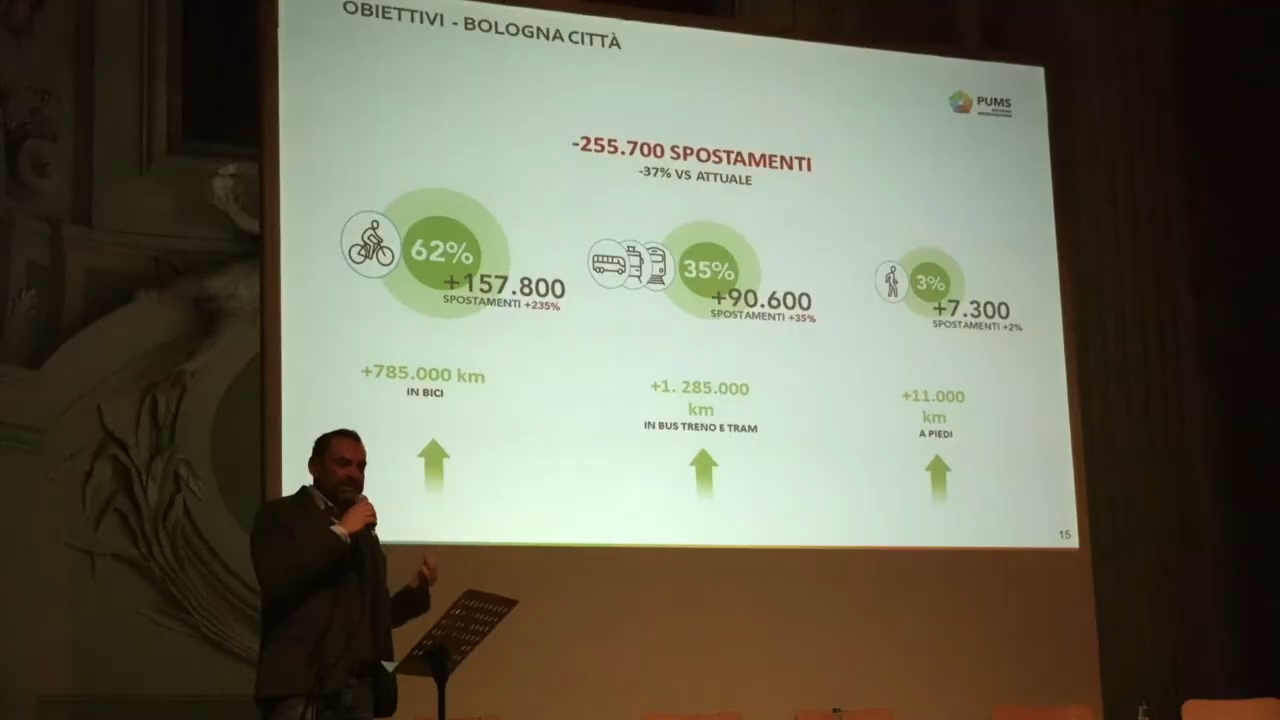 OBIETTIVI - BOLOGNA CITTÀ
PUMS
-255.700 SPOSTAMENTI
-37% VS ATTUALE
62%
+157.800
SPOSTAMENTI +235%
35%
+90.600
SPOSTAMENTI +35%
3%
+7.300
SPOSTAMENTI +2%
+785.000 km
IN BICI
+1. 285.000
km
IN BUS TRENO E TRAM
+11.000
km
A PIEDI
15